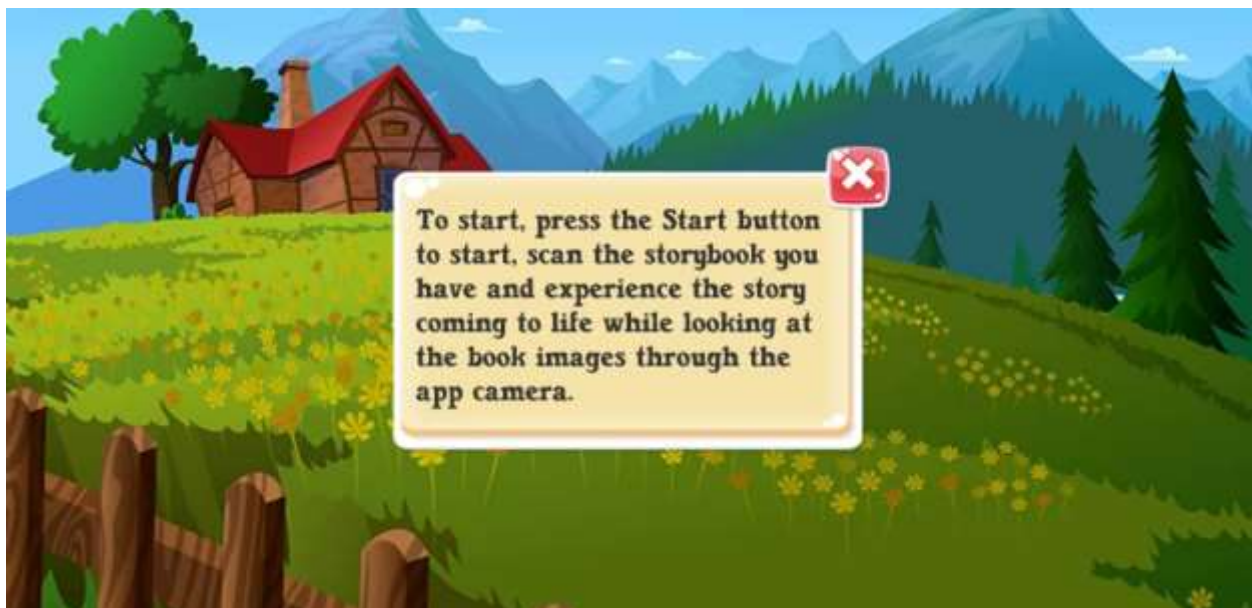 To start, press the Start button
to start, scan the storybook you
have and experience the story
coming to life while looking at
the book images through the
app camera.